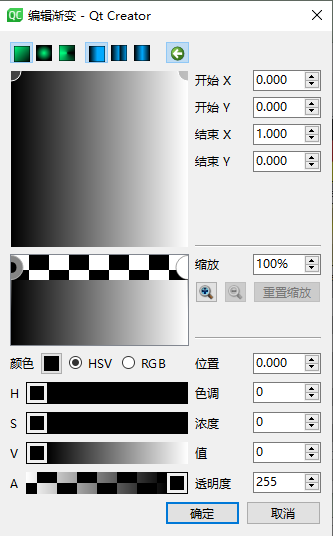 QC 编辑渐变 - Qt Creator
开始 X 0.000
开始 Y 0.000
结束 X 1.000
结束 Y 0.000
缩放 100%
重置缩放
颜色 HSV RGB 位置 0.000
H 色调 0
S 浓度 0
V 值 0
A 透明度 255
确定 取消